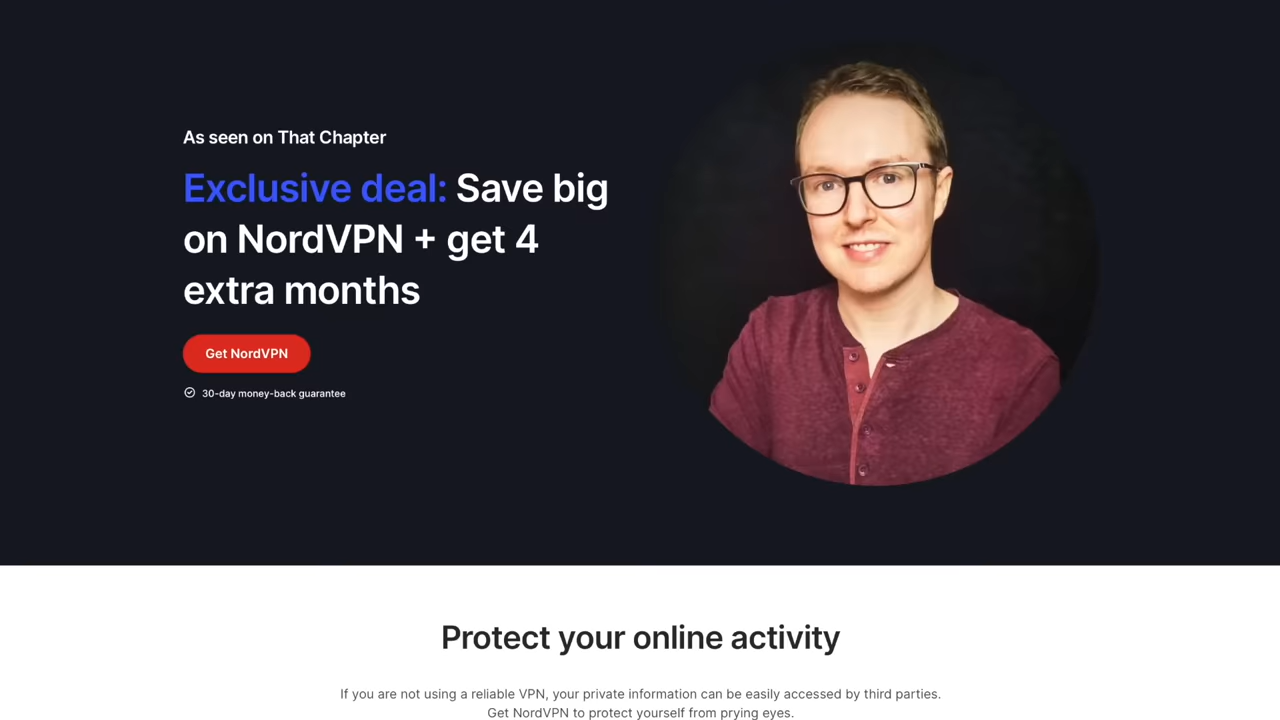 As seen on That Chapter
Exclusive deal: Save big
on NordVPN + get 4
extra months
Get NordVPN
30-day money-back guarantee
Protect your online activity
If you are not using a reliable VPN, your private information can be easily accessed by third parties.
Get NordVPN to protect yourself from prying eyes.